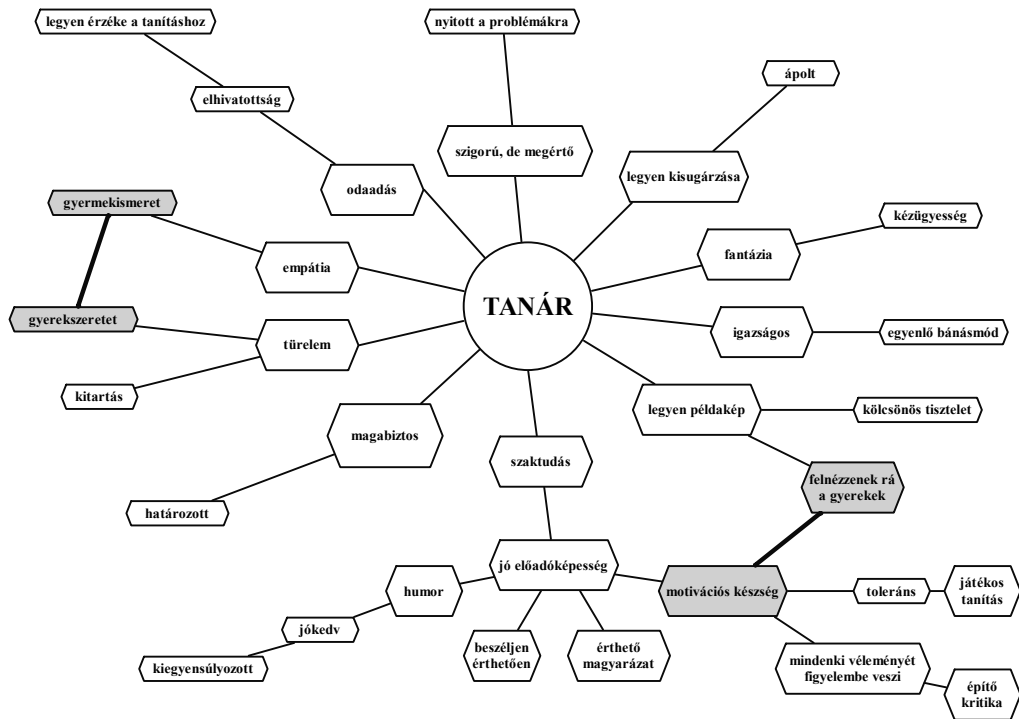 legyen érzéke a tanításhoz
nyitott a problémákra
ápolt
elhivatottság
szigorú, de megértő
legyen kisugárzása
odaadás
gyermekismeret
kézügyesség
fantázia
empátia
TANÁR
gyerekszeretet
türelem
igazságos
egyenlő bánásmód
kitartás
legyen példakép
kölcsönös tisztelet
magabiztos
szaktudás
felnézzenek rá
a gyerekek
határozott
jó előadóképesség
humor
motivációs készség
toleráns
játékos
tanítás
jókedv
kiegyensúlyozott
beszéljen
érthetően
érthető
magyarázat
mindenki véleményét
figyelembe veszi
építő
kritika